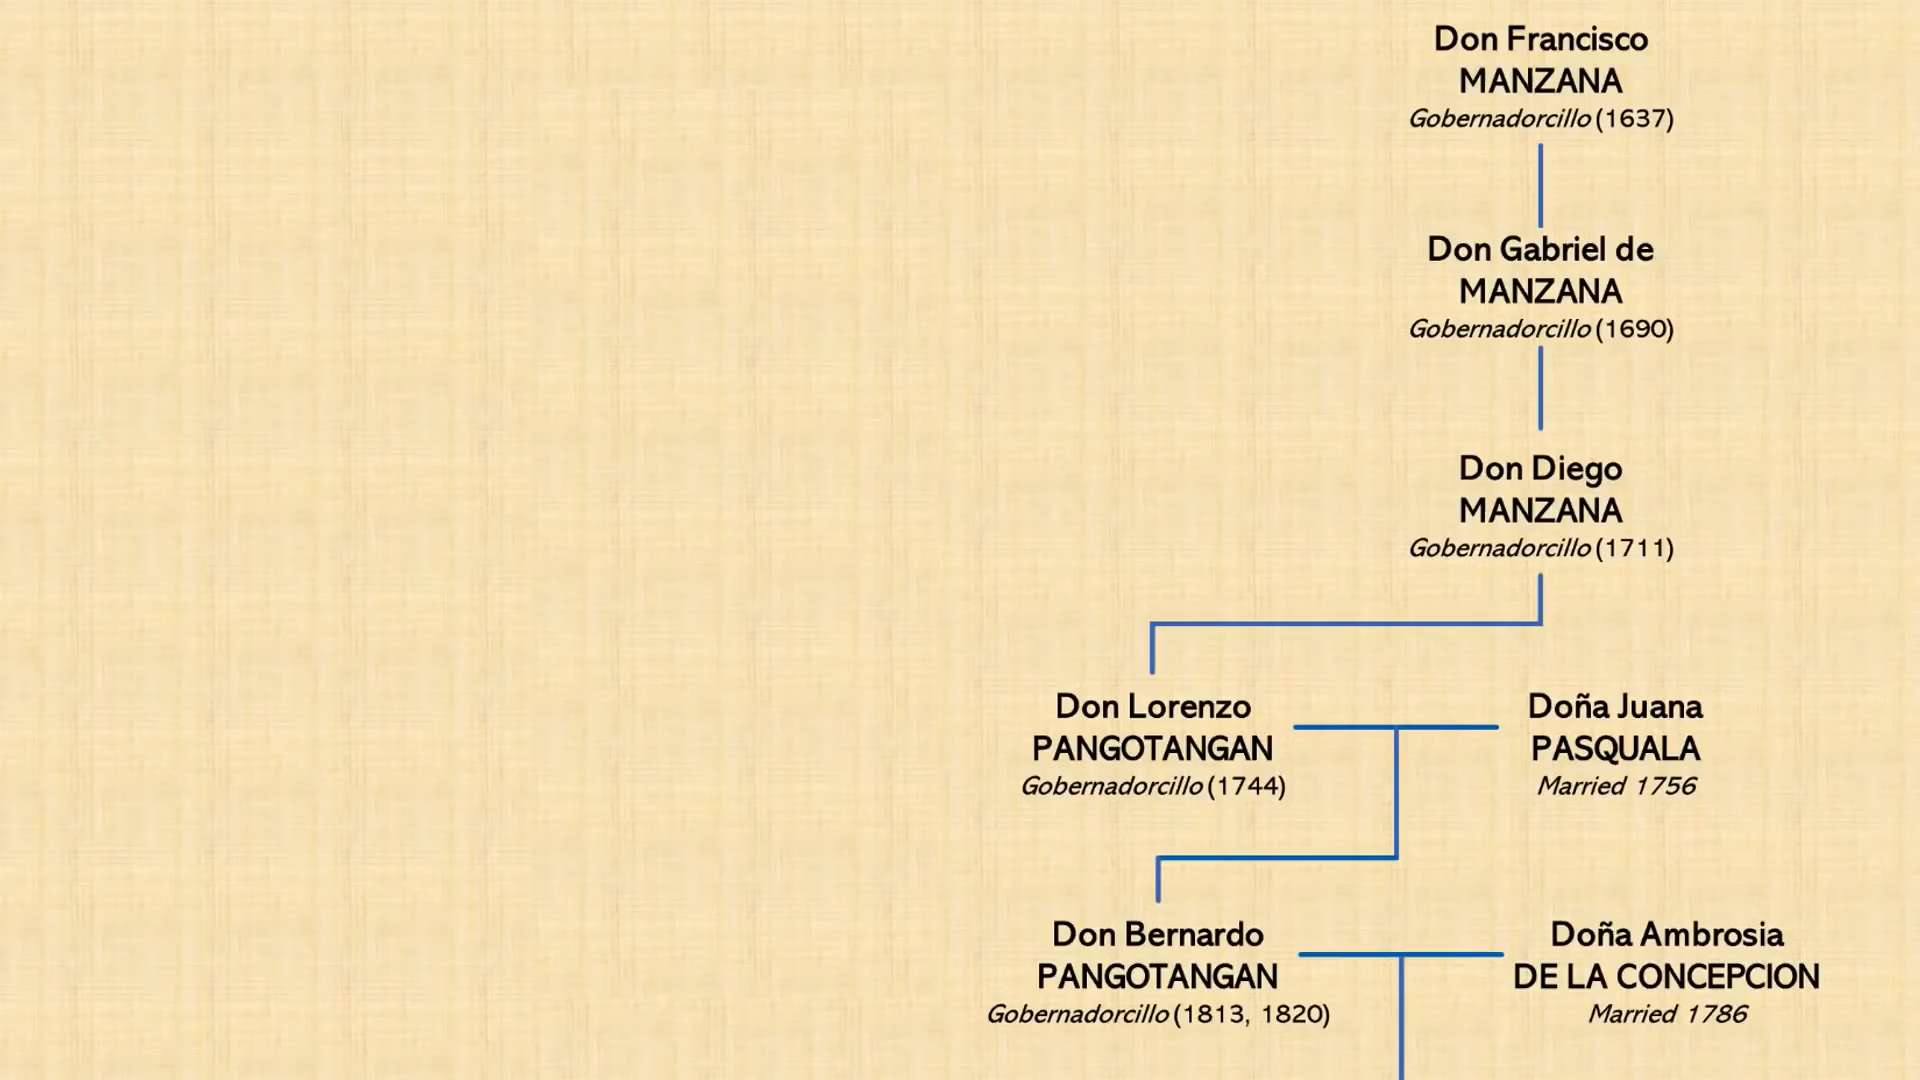 Don Francisco
MANZANA
Gobernadorcillo (1637)
Don Gabriel de
MANZANA
Gobernadorcillo (1690)
Don Diego
MANZANA
Gobernadorcillo (1711)
Don Lorenzo
PANGOTANGAN
Gobernadorcillo (1744)
Doña Juana
PASQUALA
Married 1756
Don Bernardo
PANGOTANGAN
Gobernadorcillo (1813, 1820)
Doña Ambrosia
DE LA CONCEPCION
Married 1786